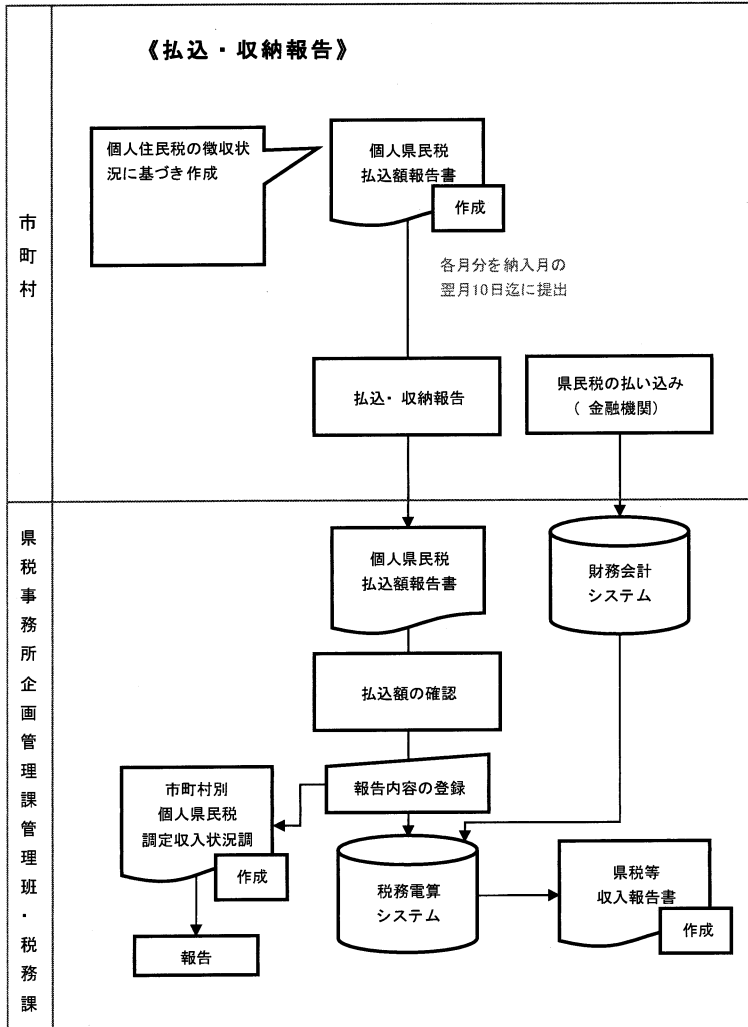 《払込・収納報告》
個人住民税の徴収状
況に基づき作成
個人県民税
払込額報告書
作成
各月分を納入月の
翌月10日迄に提出
払込・収納報告
県民税の払い込み
(金融機関)
市町村
個人県民税
払込額報告書
財務会計
システム
払込額の確認
報告内容の登録
市町村別
個人県民税
調定収入状況調
作成
報告
税務電算
システム
県税等
収入報告書
作成
県税事務所企画管理課管理班・税務課